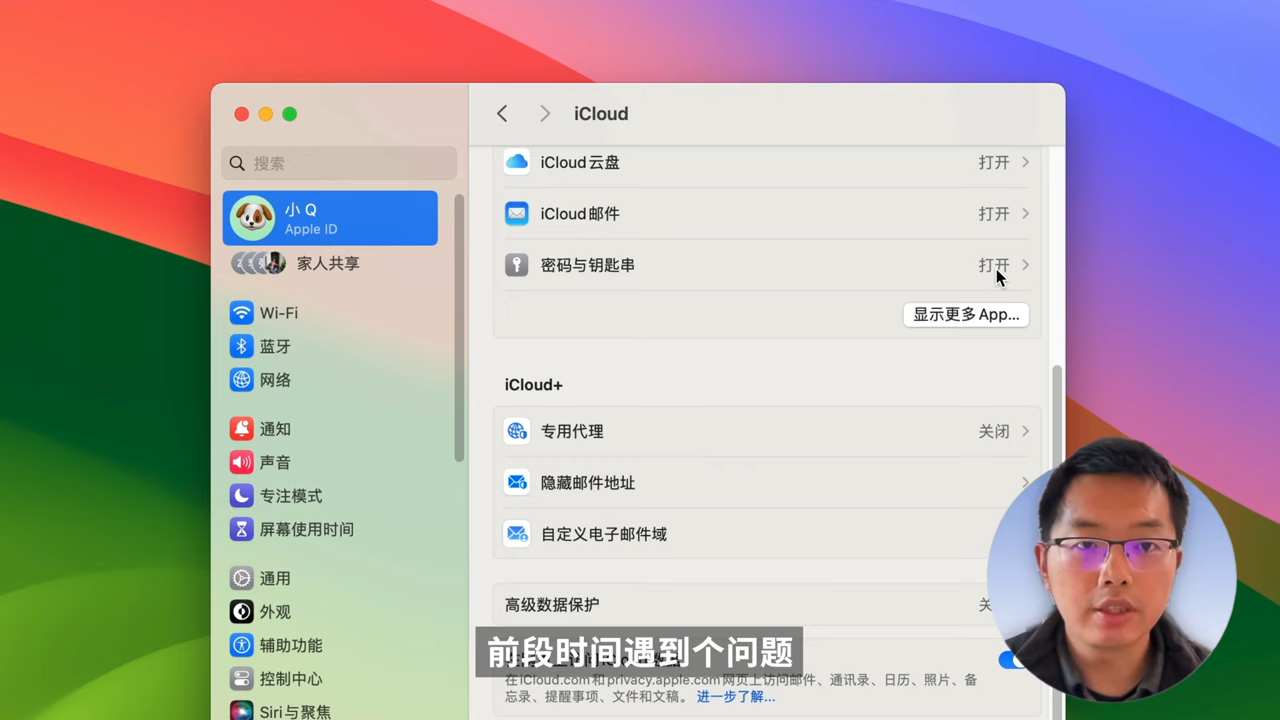 iCloud
搜索
小 Q
Apple ID
家人共享
Wi-Fi
蓝牙
网络
通知
声音
专注模式
屏幕使用时间
通用
外观
辅助功能
控制中心
Siri与聚焦
iCloud云盘 打开
iCloud邮件 打开
密码与钥匙串 打开
显示更多App...
iCloud+
专用代理 关闭
隐藏邮件地址
自定义电子邮件域
高级数据保护
前段时间遇到个问题
在iCloud.com和privacy.apple.com网页上访问邮件、通讯录、日历、照片、备
忘录、提醒事项、文件和文稿。 进一步了解...